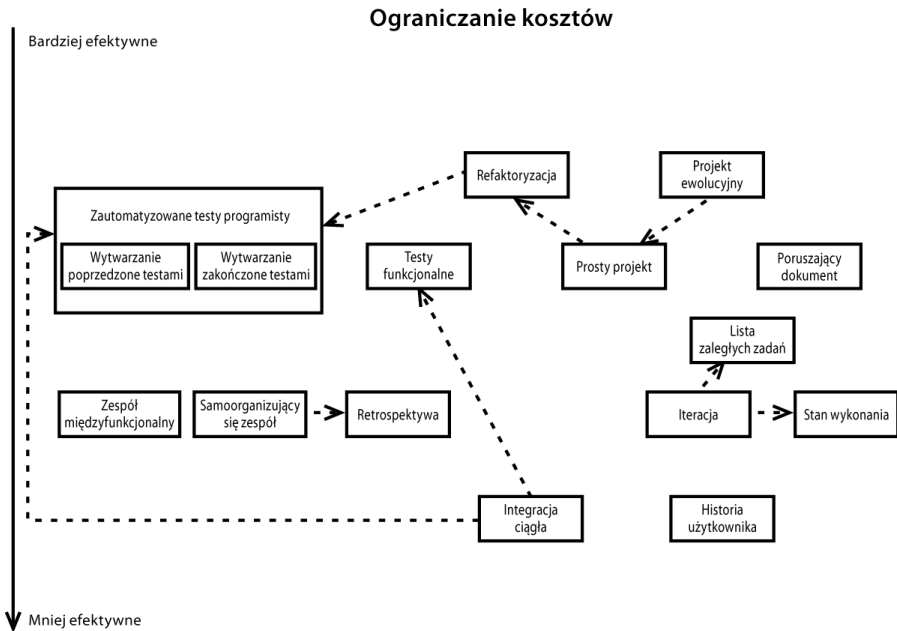 Ograniczanie kosztów
Bardziej efektywne
Refaktoryzacja
Projekt
ewolucyjny
Zautomatyzowane testy programisty
Wytwarzanie
poprzedzone testami
Wytwarzanie
zakończone testami
Testy
funkcjonalne
Prosty projekt
Poruszający
dokument
Lista
zaległych zadań
Zespół
międzyfunkcjonalny
Samoorganizujący
się zespół
Retrospektywa
Iteracja
Stan wykonania
Integracja
ciągła
Historia
użytkownika
Mniej efektywne